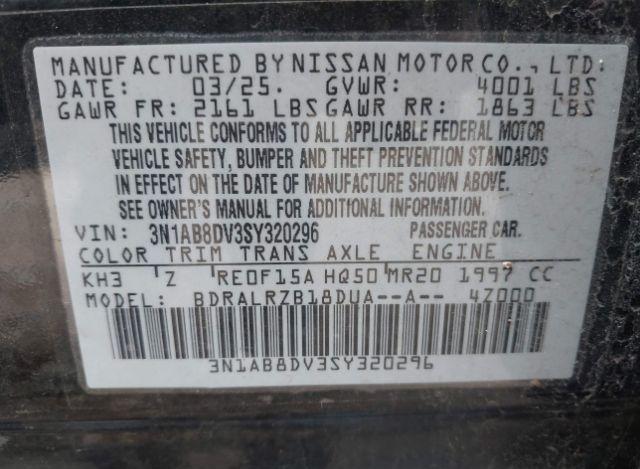 MANUFACTURED BY NISSAN MOTOR CO., LTD:
DATE: 03/25. GVWR: 4001 LBS
GAWR FR: 2161 LBS GAWR RR: 1863 LBS
THIS VEHICLE CONFORMS TO ALL APPLICABLE FEDERAL MOTOR
VEHICLE SAFETY, BUMPER AND THEFT PREVENTION STANDARDS
IN EFFECT ON THE DATE OF MANUFACTURE SHOWN ABOVE.
SEE OWNER'S MANUAL FOR ADDITIONAL INFORMATION.
VIN: 3N1AB8DV3SY320296 PASSENGER CAR.
COLOR TRIM TRANS AXLE ENGINE
KH3 Z RE0F15A HQ50 MR20 1997 CC
MODEL: BDRALRZB18DUA--A-- 4Z000
3N1AB8DV3SY320296